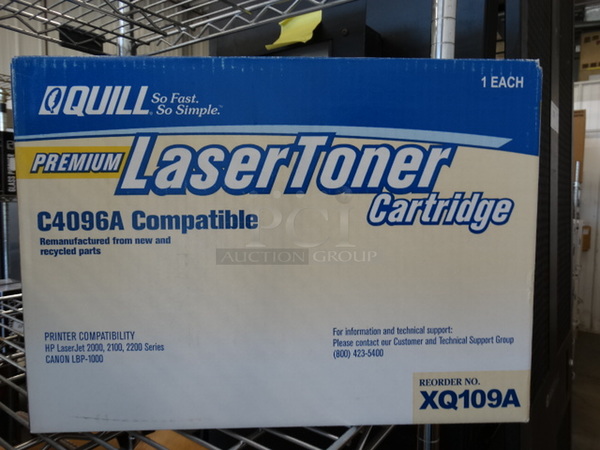 QUILL So Fast.
So Simple.™
1 EACH
PREMIUM LaserToner
Cartridge
C4096A Compatible
Remanufactured from new and
recycled parts
PCI
AUCTION GROUP
PRINTER COMPATIBILITY
HP LaserJet 2000, 2100, 2200 Series
CANON LBP-1000
For information and technical support:
Please contact our Customer and Technical Support Group
(800) 423-5400
REORDER NO.
XQ109A